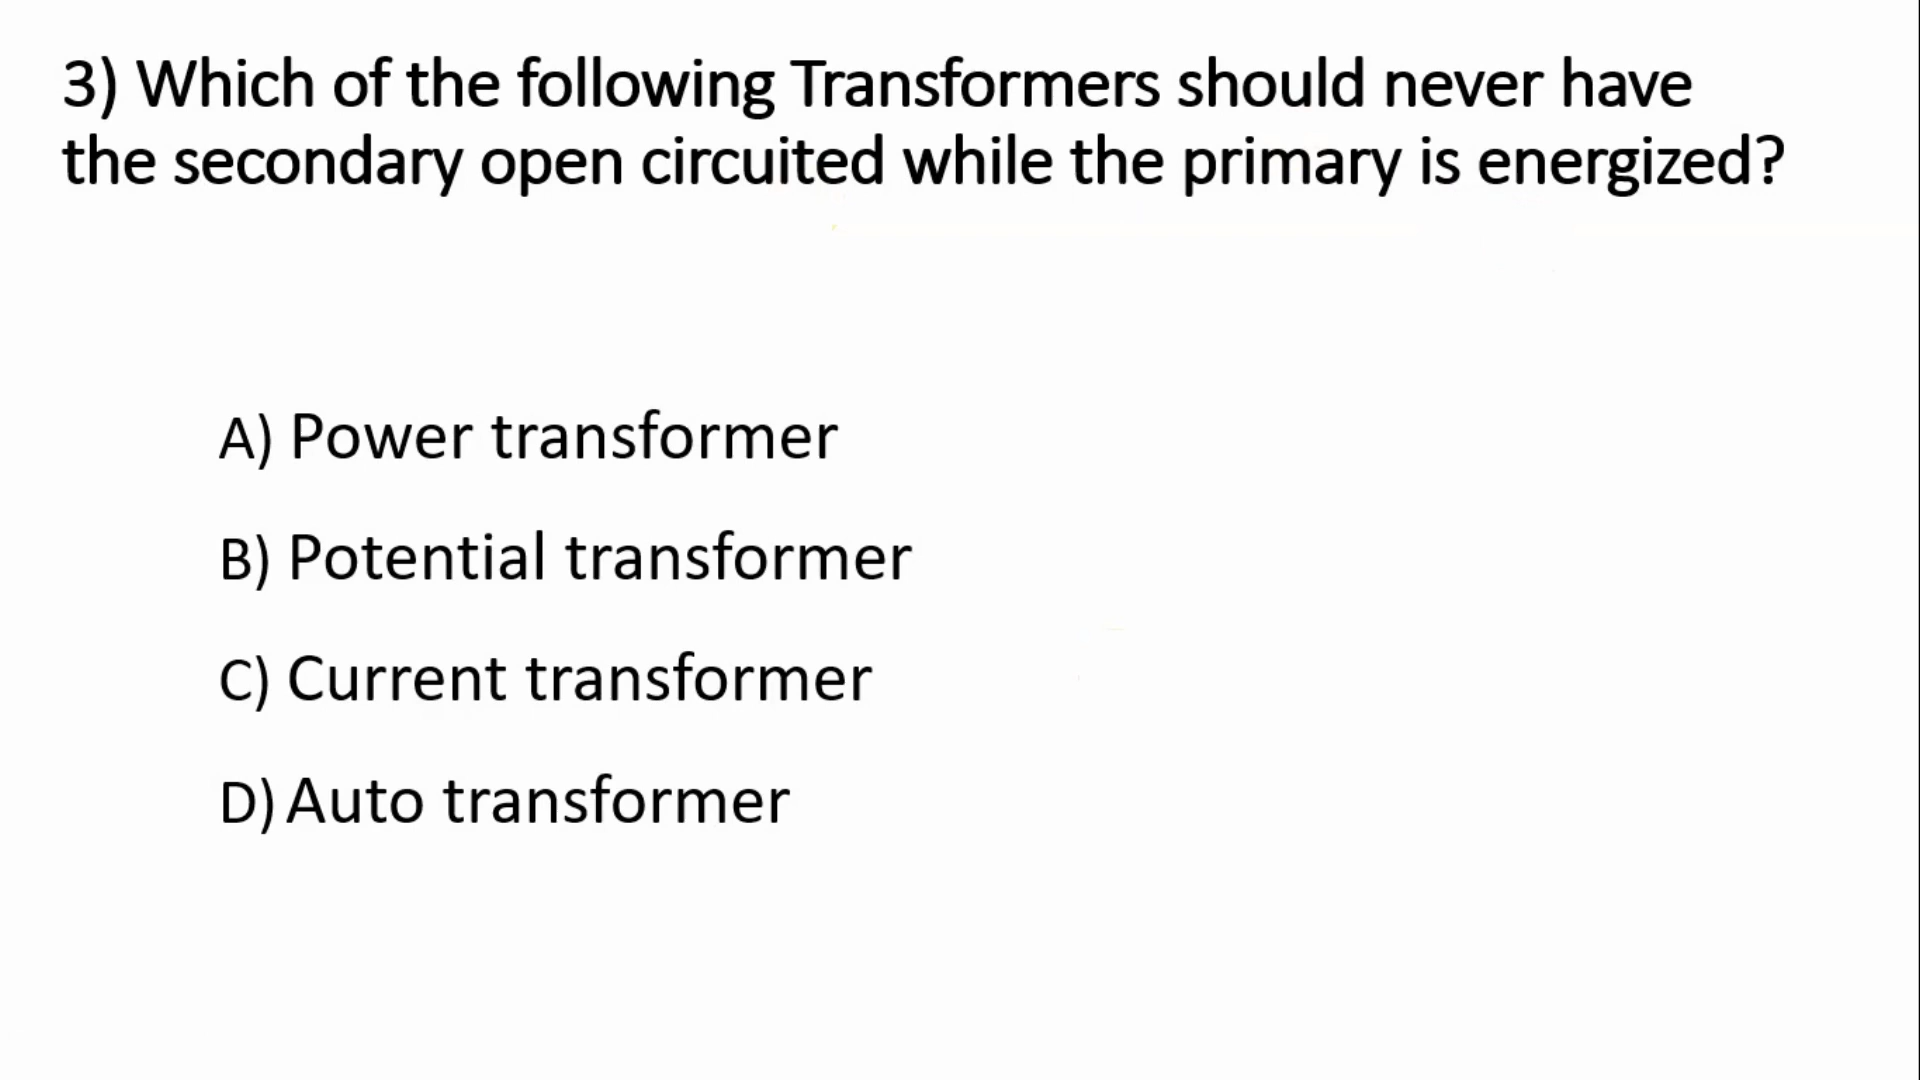 3) Which of the following Transformers should never have
the secondary open circuited while the primary is energized?
A) Power transformer
B) Potential transformer
C) Current transformer
D) Auto transformer